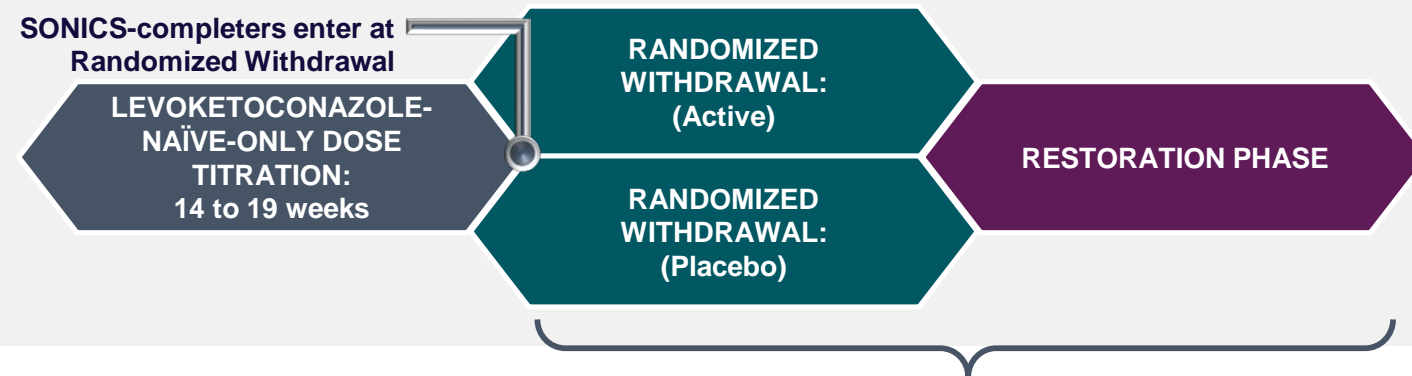 SONICS-completers enter at
Randomized Withdrawal
LEVOKETOCONAZOLE-
NAÏVE-ONLY DOSE
TITRATION:
14 to 19 weeks
RANDOMIZED
WITHDRAWAL:
(Active)
RANDOMIZED
WITHDRAWAL:
(Placebo)
RESTORATION PHASE